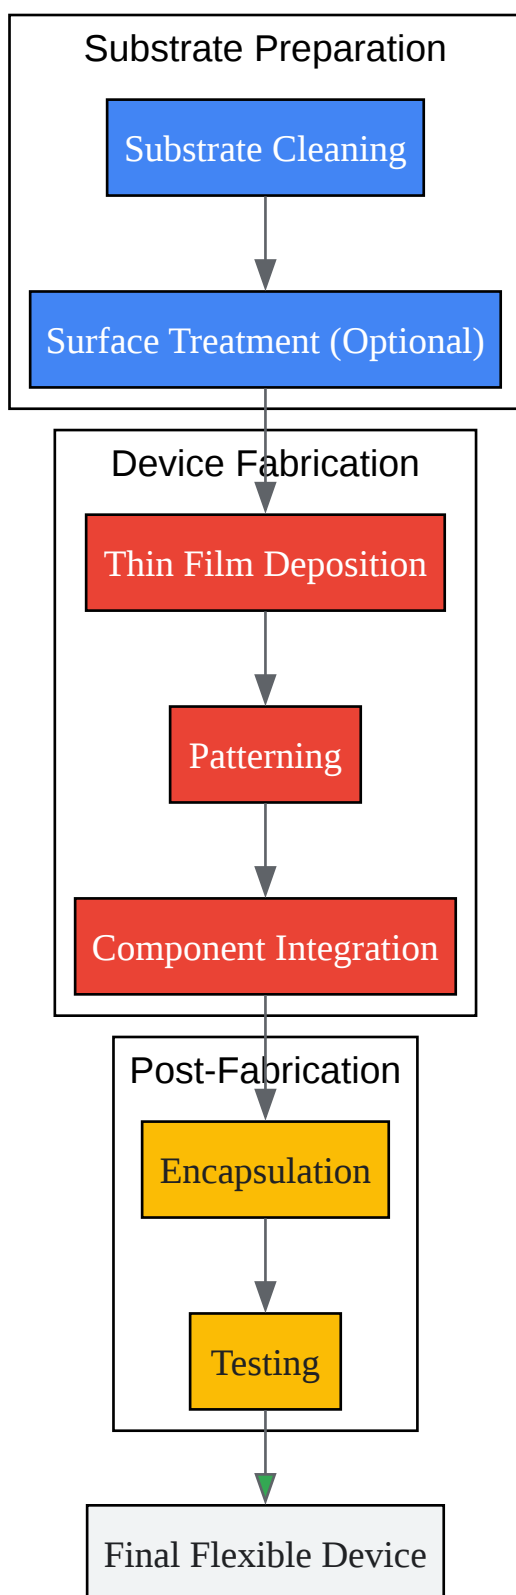 Substrate Preparation
Substrate Cleaning
Surface Treatment (Optional)
Device Fabrication
Thin Film Deposition
Patterning
Component Integration
Post-Fabrication
Encapsulation
Testing
Final Flexible Device